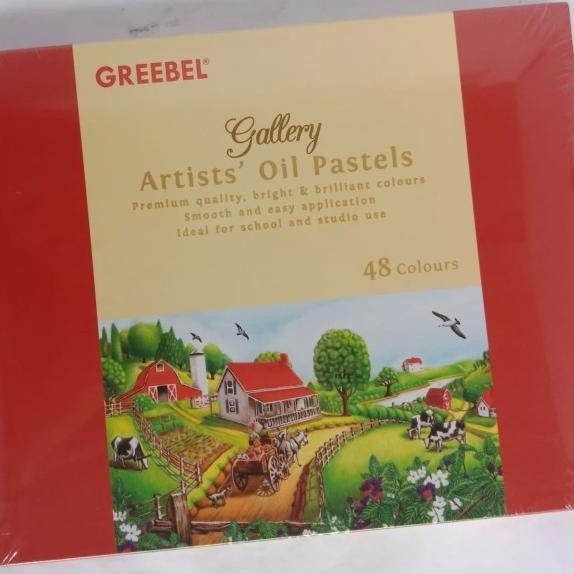 GREEBEL®
Gallery
Artists' Oil Pastels
Premium quality, bright & brilliant colours
Smooth and easy application
Ideal for school and studio use
48 Colours